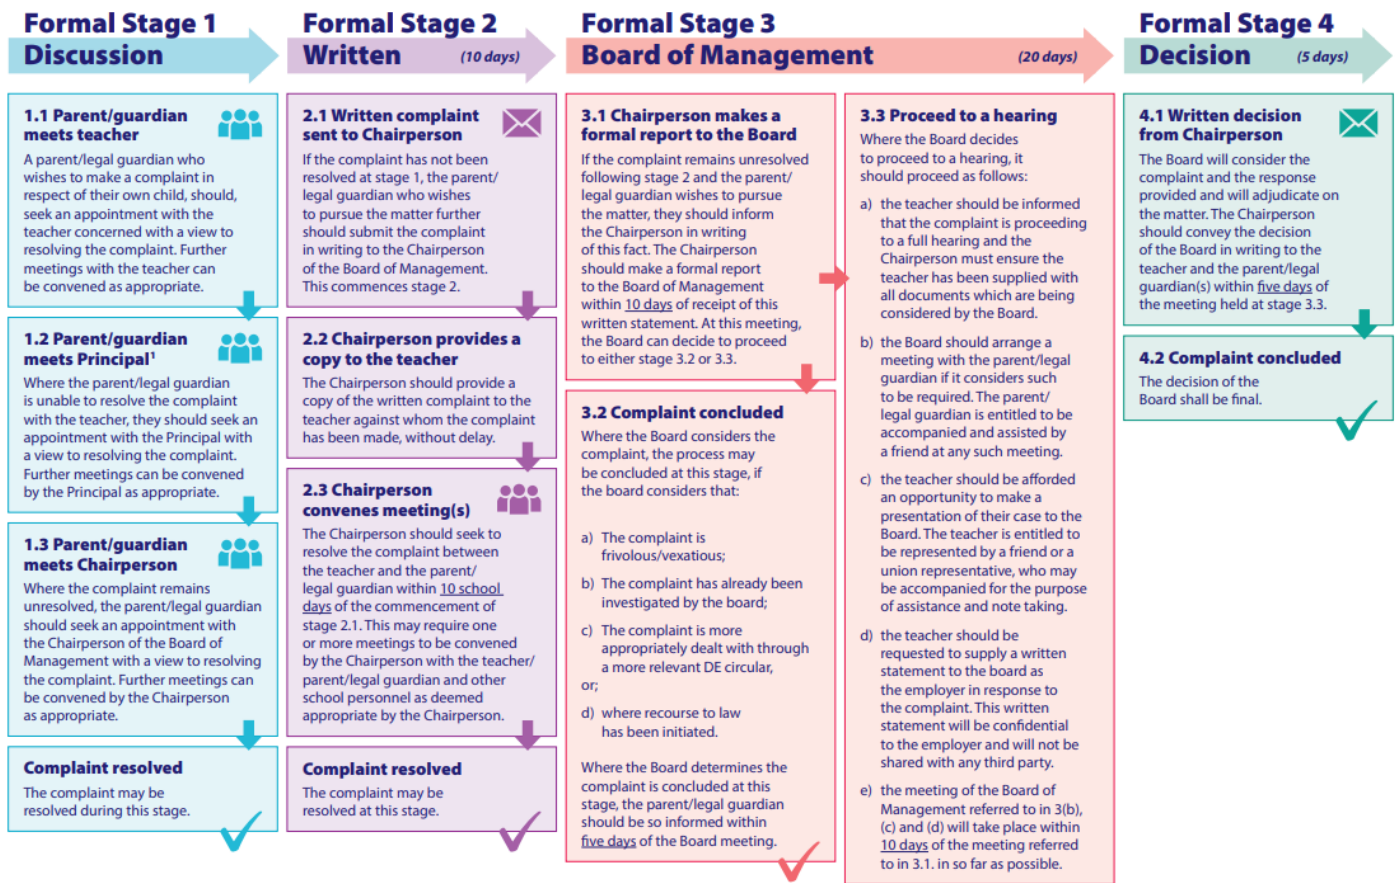 Formal Stage 1
Discussion
Formal Stage 2
Written (10 days)
Formal Stage 3
Board of Management (20 days)
Formal Stage 4
Decision (5 days)
1.1 Parent/guardian
meets teacher
A parent/legal guardian who
wishes to make a complaint in
respect of their own child, should,
seek an appointment with the
teacher concerned with a view to
resolving the complaint. Further
meetings with the teacher can
be convened as appropriate.
1.2 Parent/guardian
meets Principal¹
Where the parent/legal guardian
is unable to resolve the complaint
with the teacher, they should seek an
appointment with the Principal with
a view to resolving the complaint.
Further meetings can be convened
by the Principal as appropriate.
1.3 Parent/guardian
meets Chairperson
Where the complaint remains
unresolved, the parent/legal guardian
should seek an appointment with
the Chairperson of the Board of
Management with a view to resolving
the complaint. Further meetings can
be convened by the Chairperson
as appropriate.
Complaint resolved
The complaint may be
resolved during this stage.
2.1 Written complaint
sent to Chairperson
If the complaint has not been
resolved at stage 1, the parent/
legal guardian who wishes
to pursue the matter further
should submit the complaint
in writing to the Chairperson
of the Board of Management.
This commences stage 2.
2.2 Chairperson provides a
copy to the teacher
The Chairperson should provide a
copy of the written complaint to the
teacher against whom the complaint
has been made, without delay.
2.3 Chairperson
convenes meeting(s)
The Chairperson should seek to
resolve the complaint between
the teacher and the parent/
legal guardian within 10 school
days of the commencement of
stage 2.1. This may require one
or more meetings to be convened
by the Chairperson with the teacher/
parent/legal guardian and other
school personnel as deemed
appropriate by the Chairperson.
Complaint resolved
The complaint may be
resolved at this stage.
3.1 Chairperson makes a
formal report to the Board
If the complaint remains unresolved
following stage 2 and the parent/
legal guardian wishes to pursue
the matter, they should inform
the Chairperson in writing
of this fact. The Chairperson
should make a formal report
to the Board of Management
within 10 days of receipt of this
written statement. At this meeting,
the Board can decide to proceed
to either stage 3.2 or 3.3.
3.2 Complaint concluded
Where the Board considers the
complaint, the process may
be concluded at this stage, if
the board considers that:
a) The complaint is
frivolous/vexatious;
b) The complaint has already been
investigated by the board;
c) The complaint is more
appropriately dealt with through
a more relevant DE circular,
or;
d) where recourse to law
has been initiated.
Where the Board determines the
complaint is concluded at this
stage, the parent/legal guardian
should be so informed within
five days of the Board meeting.
3.3 Proceed to a hearing
Where the Board decides
to proceed to a hearing, it
should proceed as follows:
a) the teacher should be informed
that the complaint is proceeding
to a full hearing and the
Chairperson must ensure the
teacher has been supplied with
all documents which are being
considered by the Board.
b) the Board should arrange a
meeting with the parent/legal
guardian if it considers such
to be required. The parent/
legal guardian is entitled to be
accompanied and assisted by
a friend at any such meeting.
c) the teacher should be afforded
an opportunity to make a
presentation of their case to the
Board. The teacher is entitled to
be represented by a friend or a
union representative, who may
be accompanied for the purpose
of assistance and note taking.
d) the teacher should be
requested to supply a written
statement to the board as
the employer in response to
the complaint. This written
statement will be confidential
to the employer and will not be
shared with any third party.
e) the meeting of the Board of
Management referred to in 3(b),
(c) and (d) will take place within
10 days of the meeting referred
to in 3.1. in so far as possible.
4.1 Written decision
from Chairperson
The Board will consider the
complaint and the response
provided and will adjudicate on
the matter. The Chairperson
should convey the decision
of the Board in writing to the
teacher and the parent/legal
guardian(s) within five days of
the meeting held at stage 3.3.
4.2 Complaint concluded
The decision of the
Board shall be final.